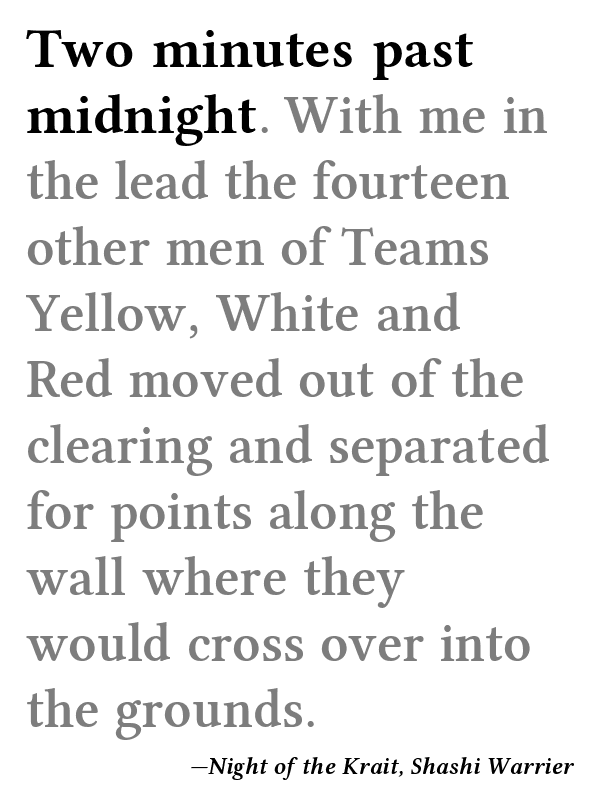 Two minutes past
midnight. With me in
the lead the fourteen
other men of Teams
Yellow, White and
Red moved out of the
clearing and separated
for points along the
wall where they
would cross over into
the grounds.
—Night of the Krait, Shashi Warrier